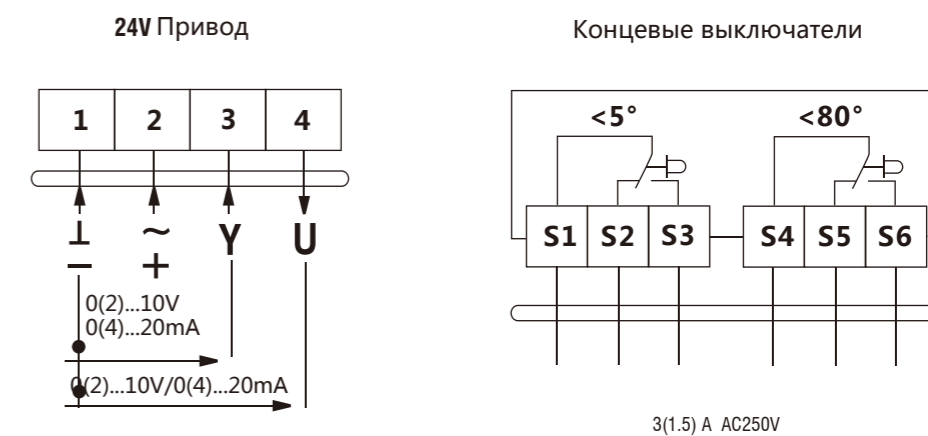 24V Привод
1 2 3 4
⊥ ~ Y U
− +
0(2)...10V
0(4)...20mA
0(2)...10V/0(4)...20mA
Концевые выключатели
<5° <80°
S1 S2 S3 S4 S5 S6
3(1.5) A AC250V